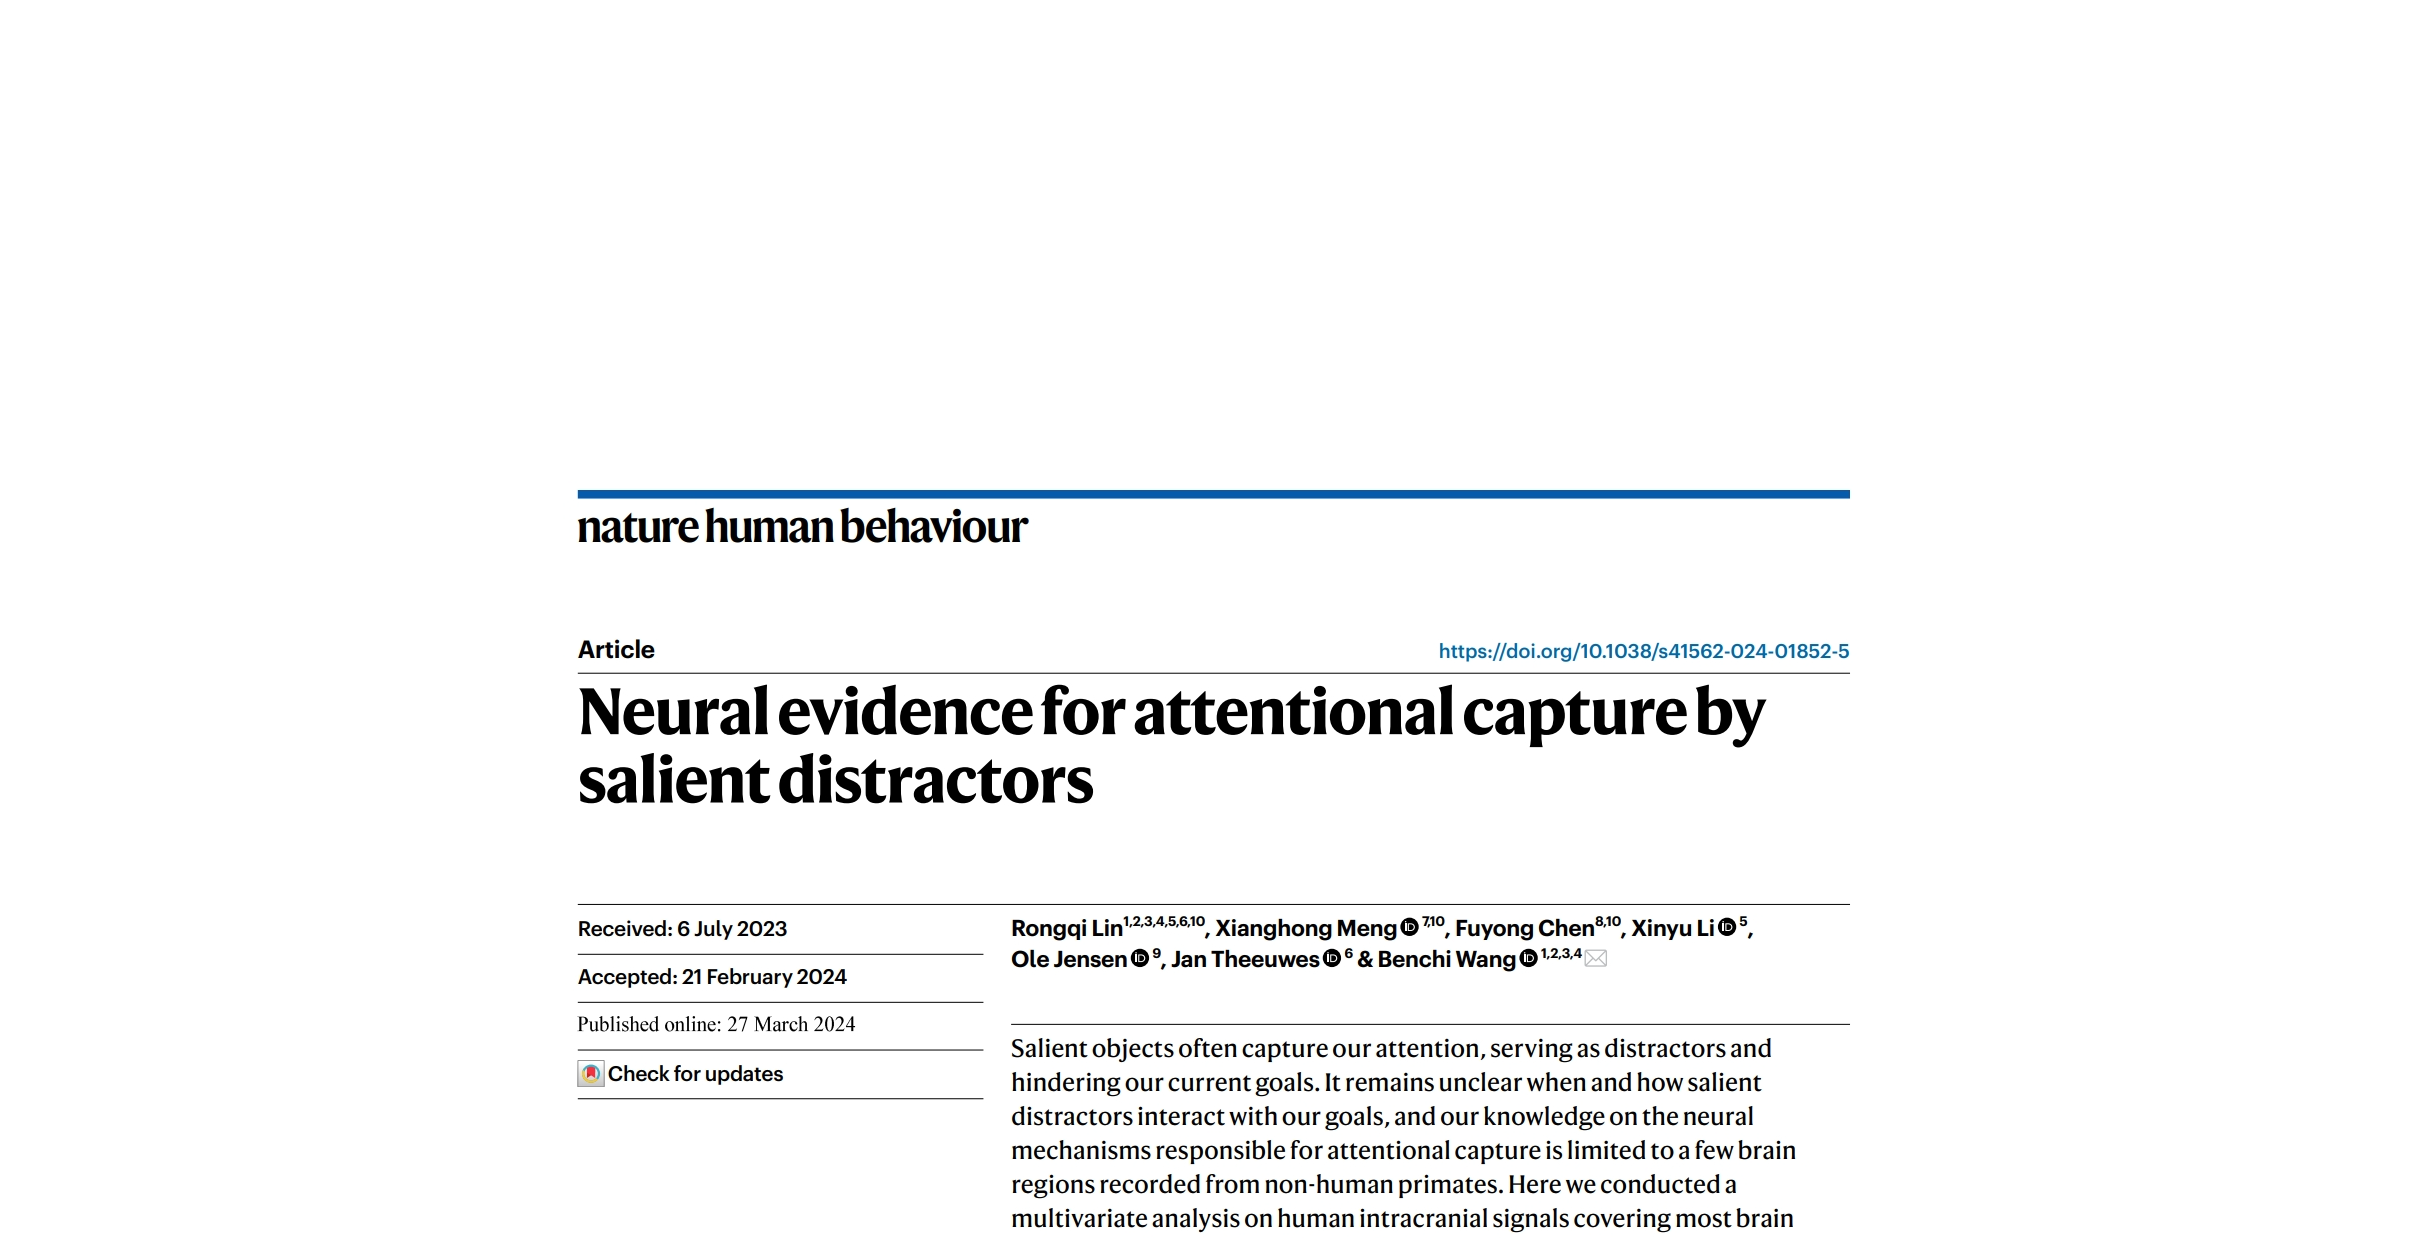 nature human behaviour
Article
https://doi.org/10.1038/s41562-024-01852-5
Neural evidence for attentional capture by
salient distractors
Received: 6 July 2023
Accepted: 21 February 2024
Published online: 27 March 2024
Check for updates
Rongqi Lin1,2,3,4,5,6,10, Xianghong Meng 7,10, Fuyong Chen8,10, Xinyu Li 5,
Ole Jensen 9, Jan Theeuwes 6 & Benchi Wang 1,2,3,4
Salient objects often capture our attention, serving as distractors and
hindering our current goals. It remains unclear when and how salient
distractors interact with our goals, and our knowledge on the neural
mechanisms responsible for attentional capture is limited to a few brain
regions recorded from non-human primates. Here we conducted a
multivariate analysis on human intracranial signals covering most brain